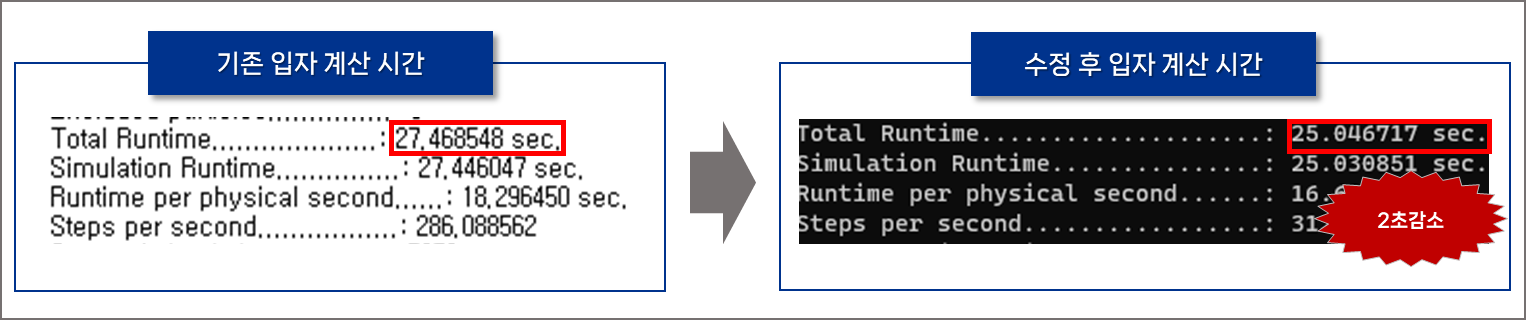 기존 입자 계산 시간
Total Runtime.....................: 27.468548 sec.
Simulation Runtime................: 27.446047 sec.
Runtime per physical second......: 18.296450 sec.
Steps per second..................: 286.088562
수정 후 입자 계산 시간
Total Runtime.....................: 25.046717 sec.
Simulation Runtime................: 25.030851 sec.
Runtime per physical second.......:
Steps per second..................:
2초감소